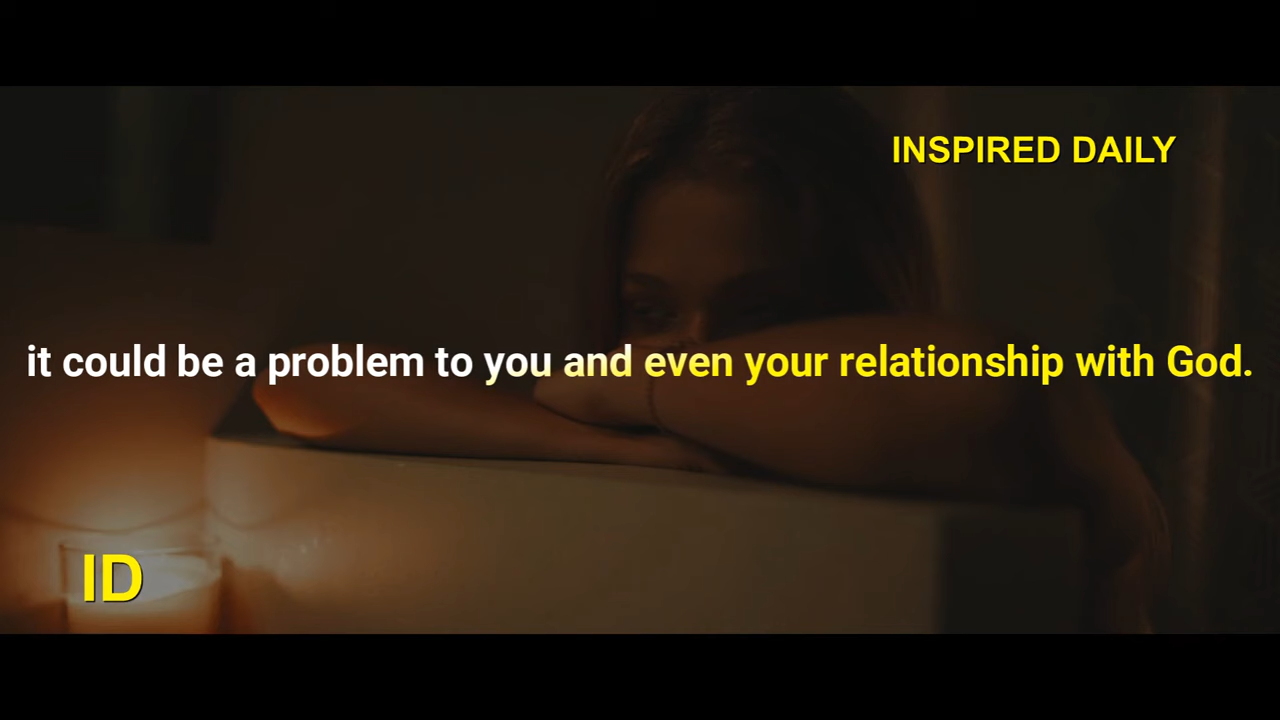 INSPIRED DAILY
it could be a problem to you and even your relationship with God.
ID